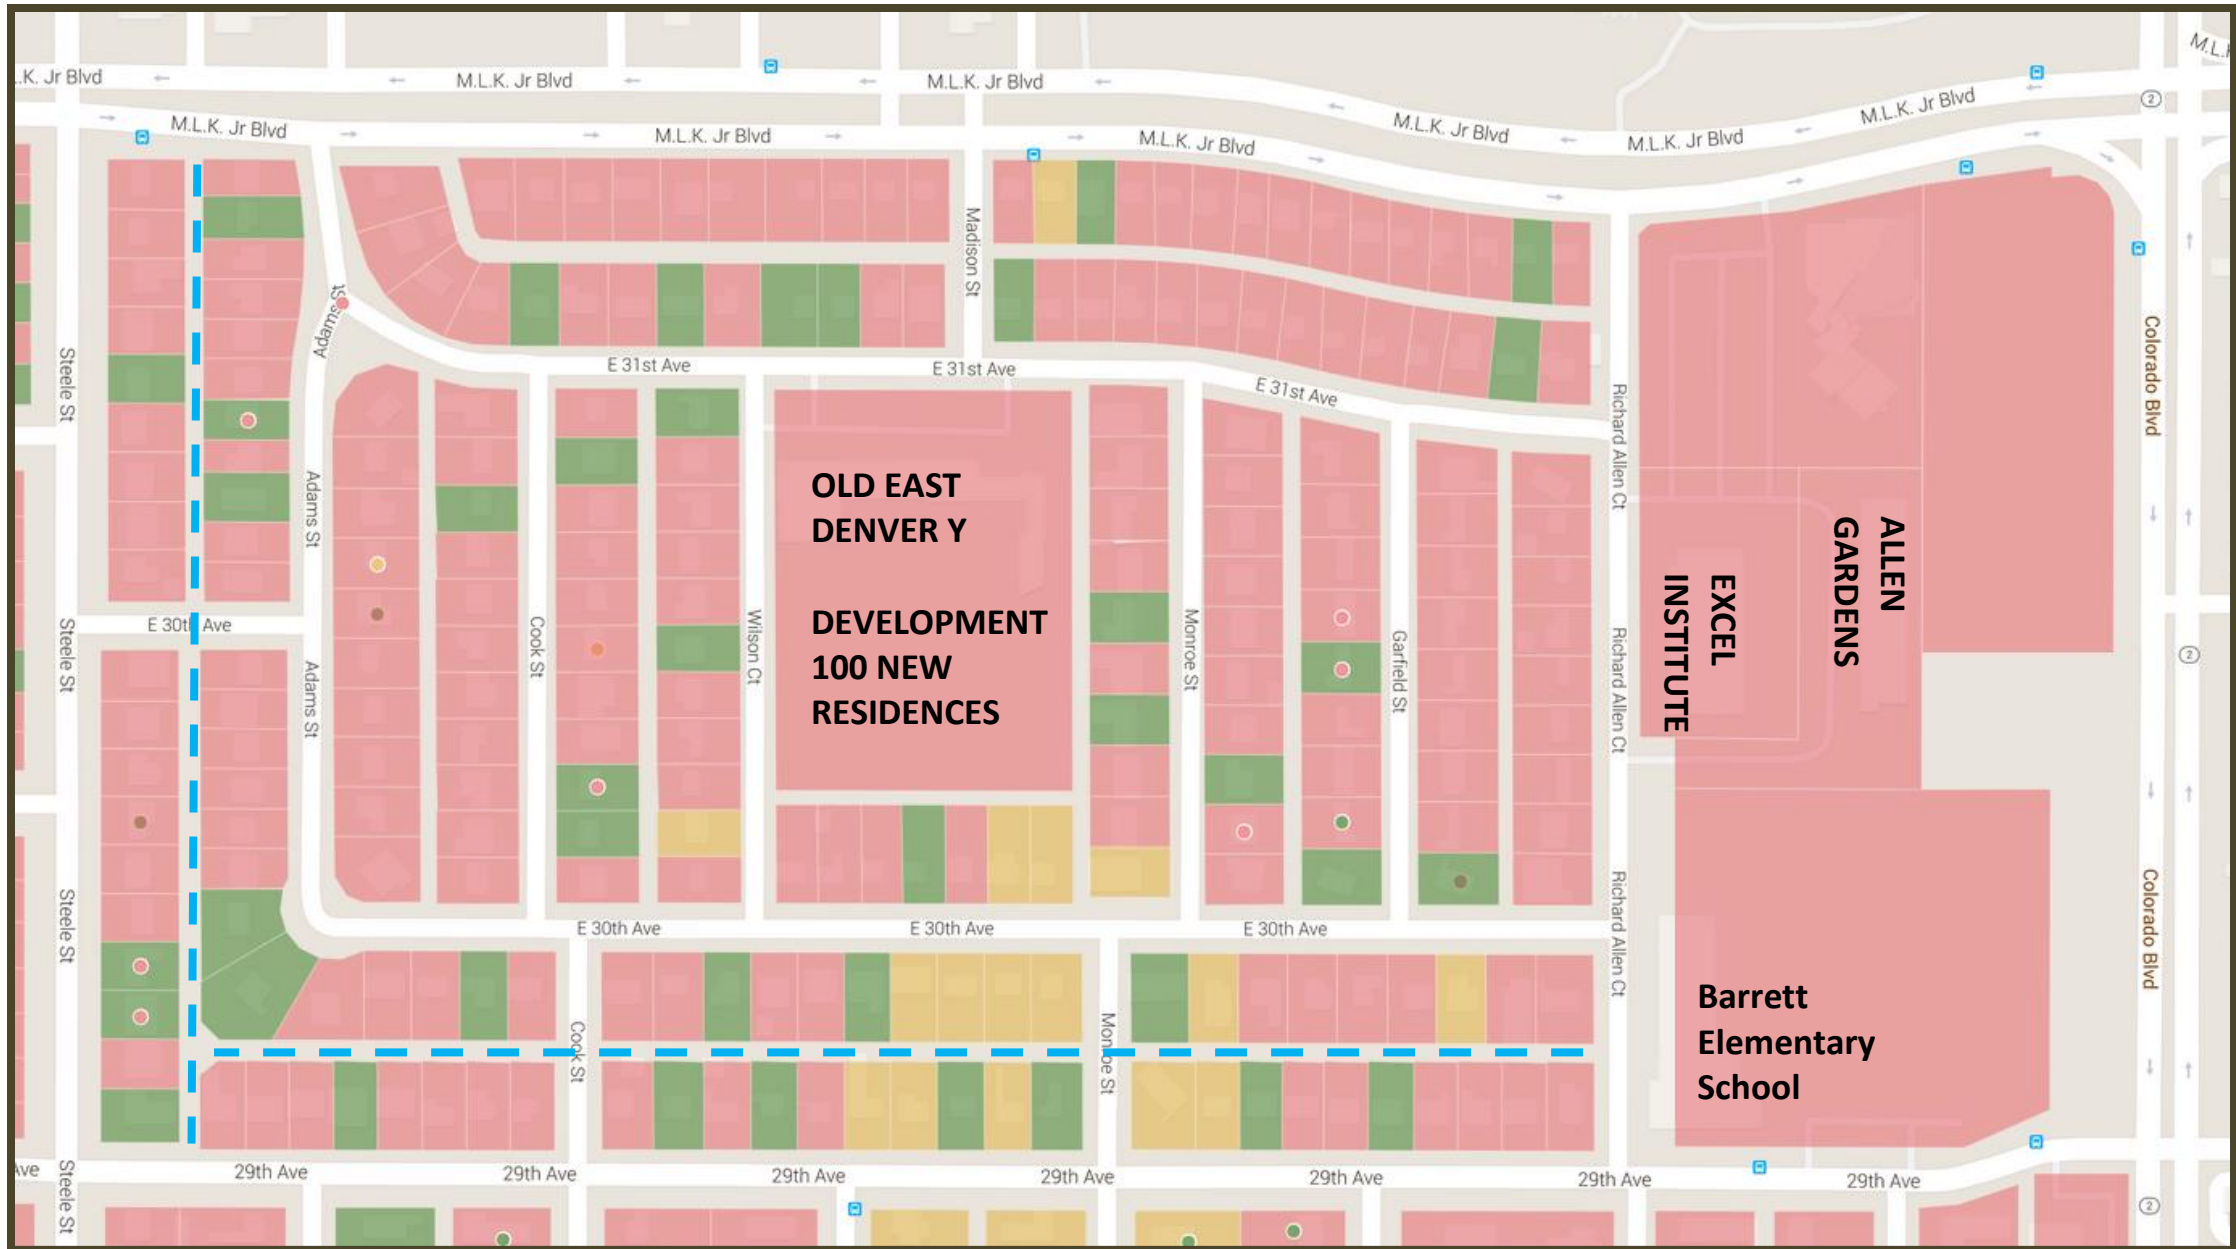 M.L.
.K. Jr Blvd
M.L.K. Jr Blvd
M.L.K. Jr Blvd
M.L.K. Jr Blvd
M.L.K. Jr Blvd
M.L.K. Jr Blvd
2
M.L.K. Jr Blvd
M.L.K. Jr Blvd
M.L.K. Jr Blvd
M.L.K. Jr Blvd
Madison St
Adams St
Steele St
E 31st Ave
E 31st Ave
E 31st Ave
Richard Allen Ct
Colorado Blvd
Adams St
OLD EAST
DENVER Y
DEVELOPMENT
100 NEW
RESIDENCES
ALLEN
GARDENS
EXCEL
INSTITUTE
E 30th Ave
Steele St
Adams St
Cook St
Wilson Ct
Monroe St
Garfield St
Richard Allen Ct
2
Steele St
E 30th Ave
E 30th Ave
E 30th Ave
Richard Allen Ct
Colorado Blvd
Cook St
Monroe St
Barrett
Elementary
School
Ave
Steele St
29th Ave
29th Ave
29th Ave
29th Ave
29th Ave
29th Ave
29th Ave
2